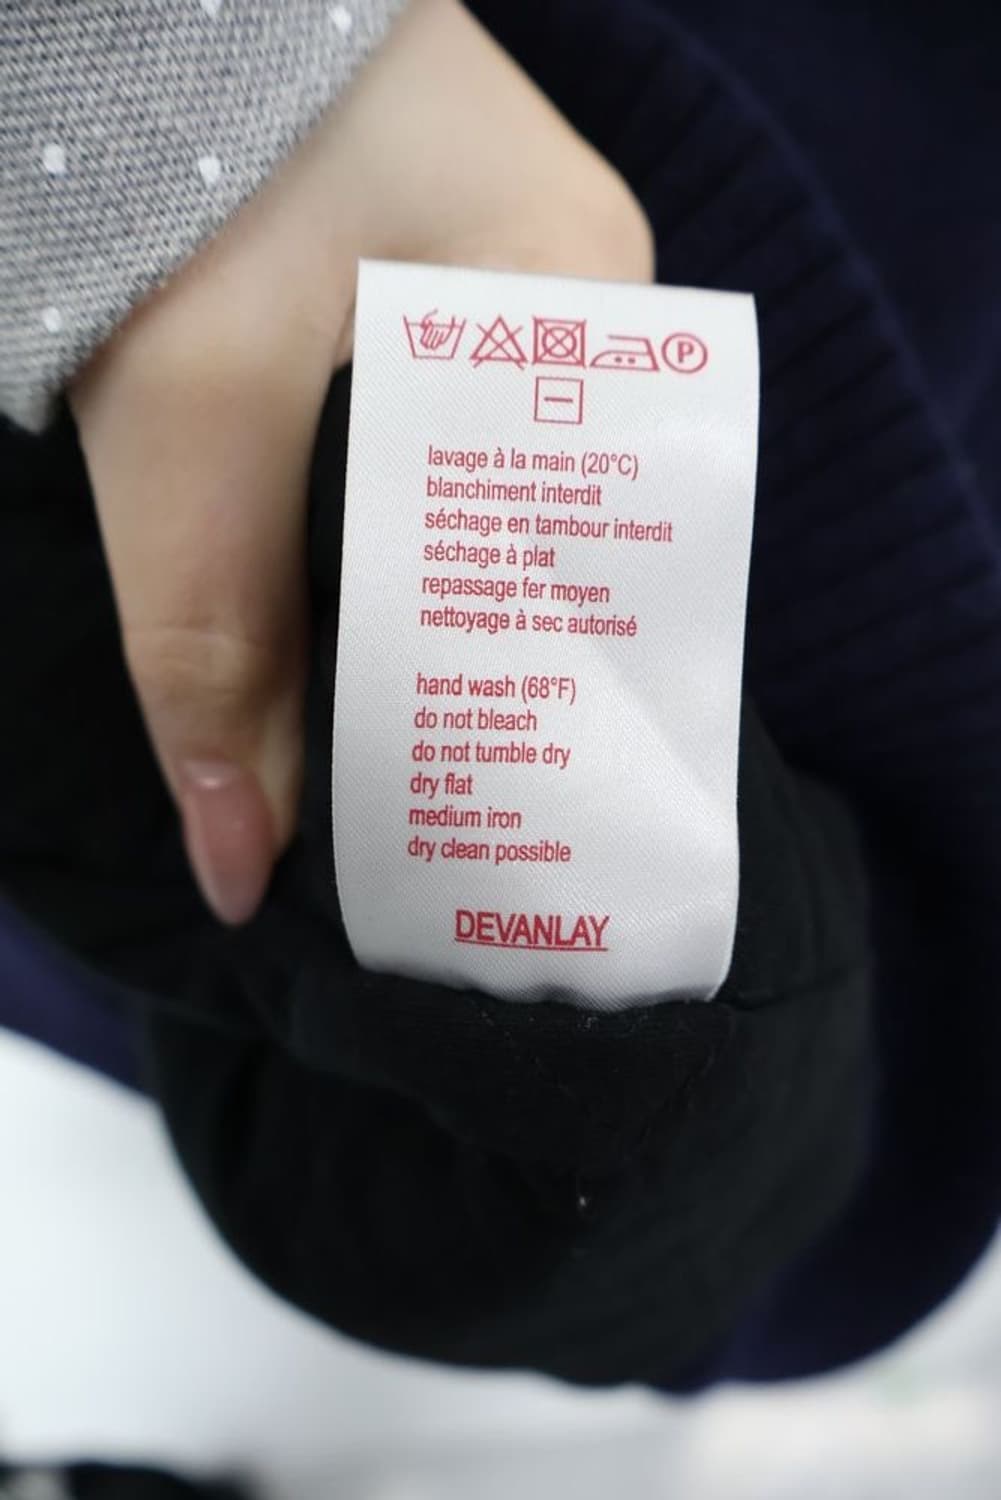 P
lavage à la main (20°C)
blanchiment interdit
séchage en tambour interdit
séchage à plat
repassage fer moyen
nettoyage à sec autorisé
hand wash (68°F)
do not bleach
do not tumble dry
dry flat
medium iron
dry clean possible
DEVANLAY